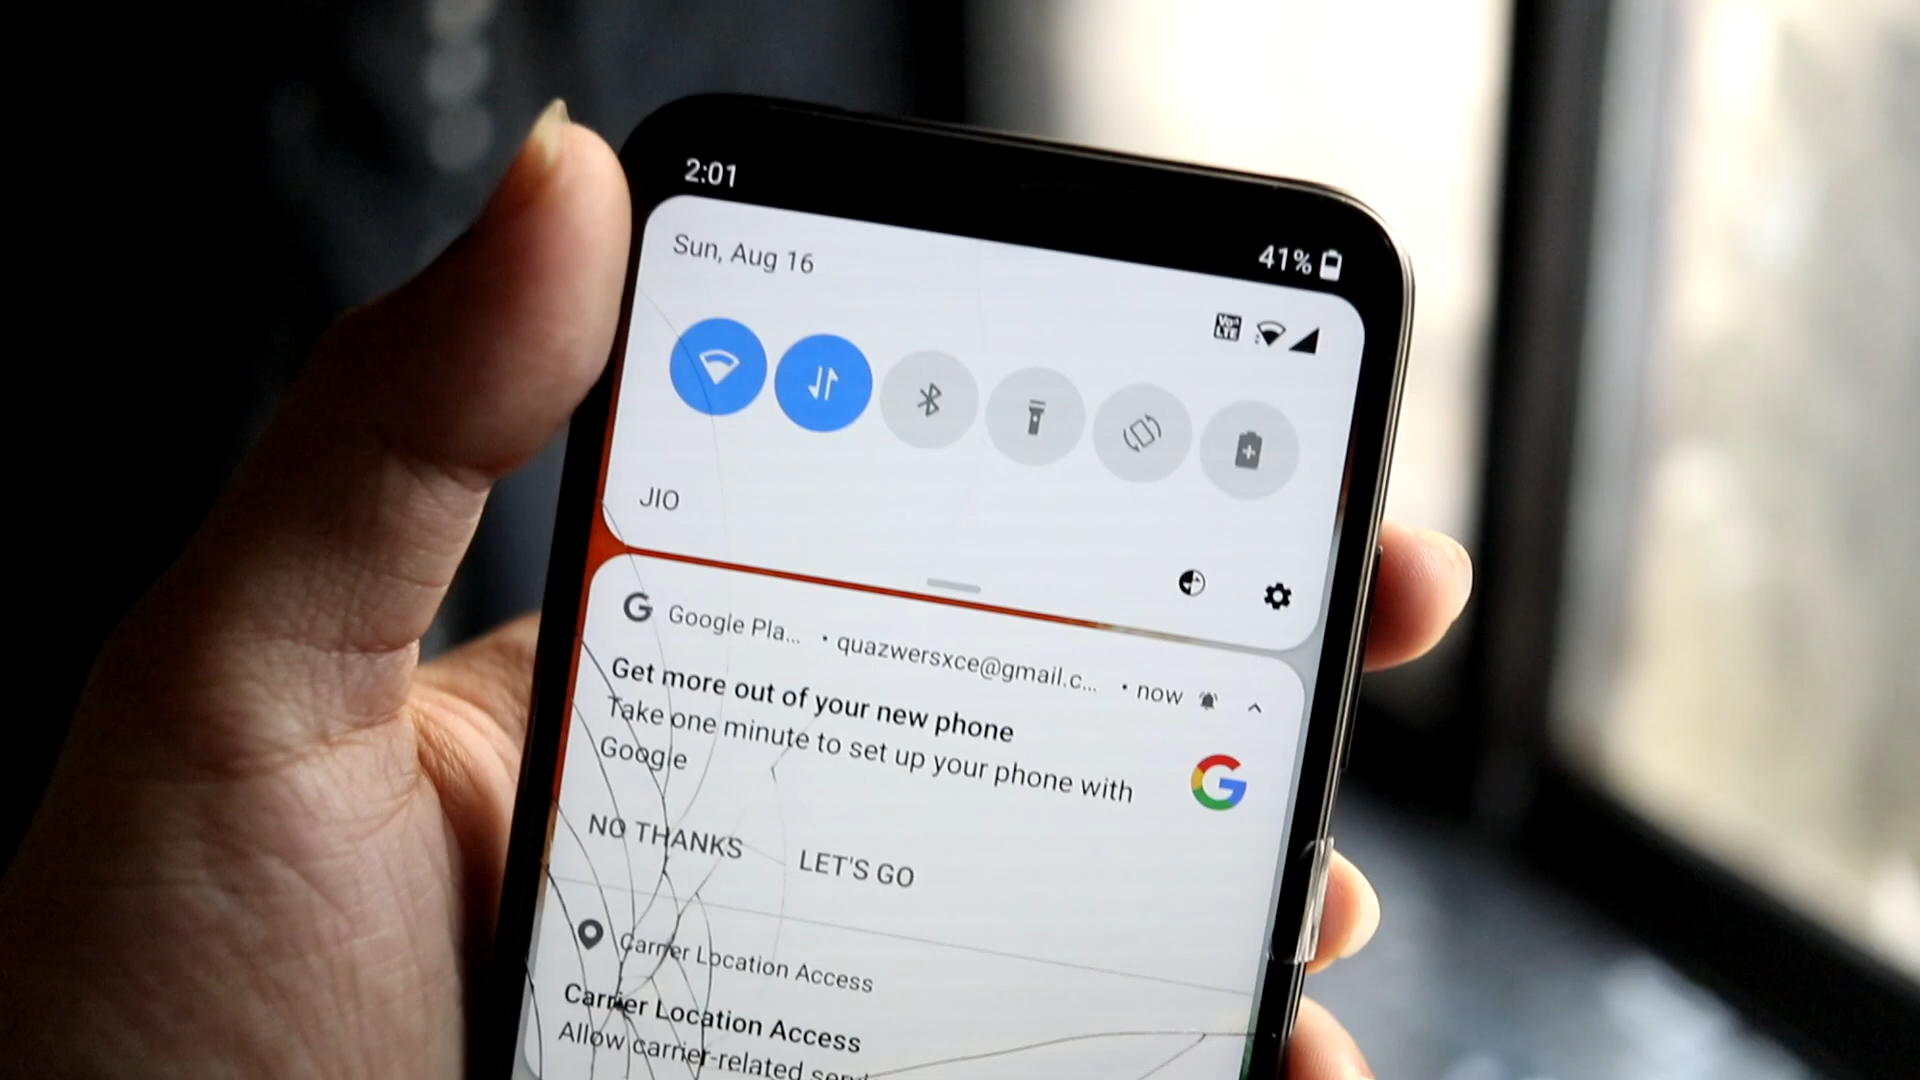 2:01
41%
Sun, Aug 16
Vo LTE
JIO
Google Pla... • quazwersxce@gmail.c... • now
Get more out of your new phone
Take one minute to set up your phone with
Google
NO THANKS LET'S GO
Carrier Location Access
Carrier Location Access
Allow carrier-related